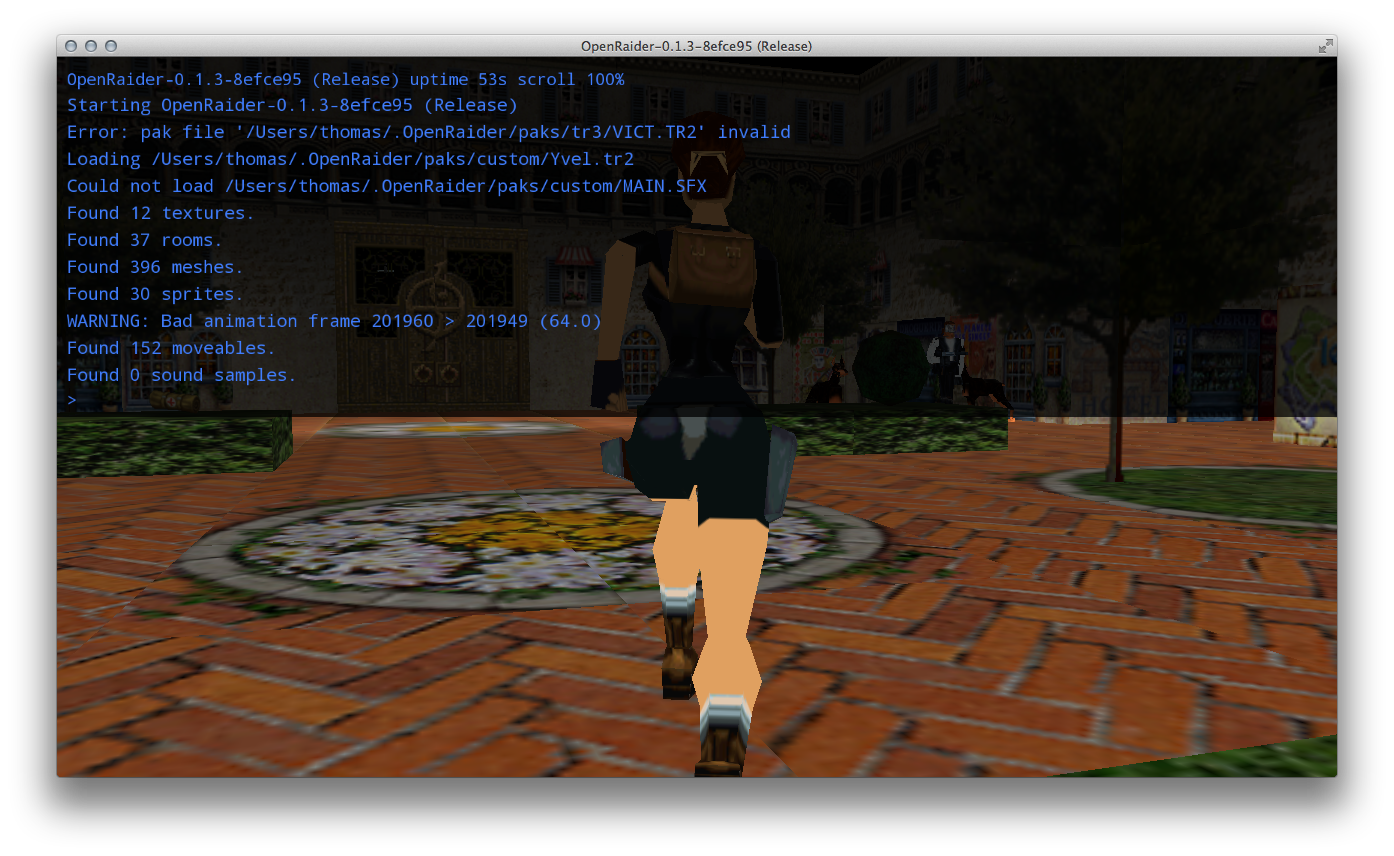 OpenRaider-0.1.3-8efce95 (Release)
OpenRaider-0.1.3-8efce95 (Release) uptime 53s scroll 100%
Starting OpenRaider-0.1.3-8efce95 (Release)
Error: pak file '/Users/thomas/.OpenRaider/paks/tr3/VICT.TR2' invalid
Loading /Users/thomas/.OpenRaider/paks/custom/Yvel.tr2
Could not load /Users/thomas/.OpenRaider/paks/custom/MAIN.SFX
Found 12 textures.
Found 37 rooms.
Found 396 meshes.
Found 30 sprites.
WARNING: Bad animation frame 201960 > 201949 (64.0)
Found 152 moveables.
Found 0 sound samples.
>
HOTEL